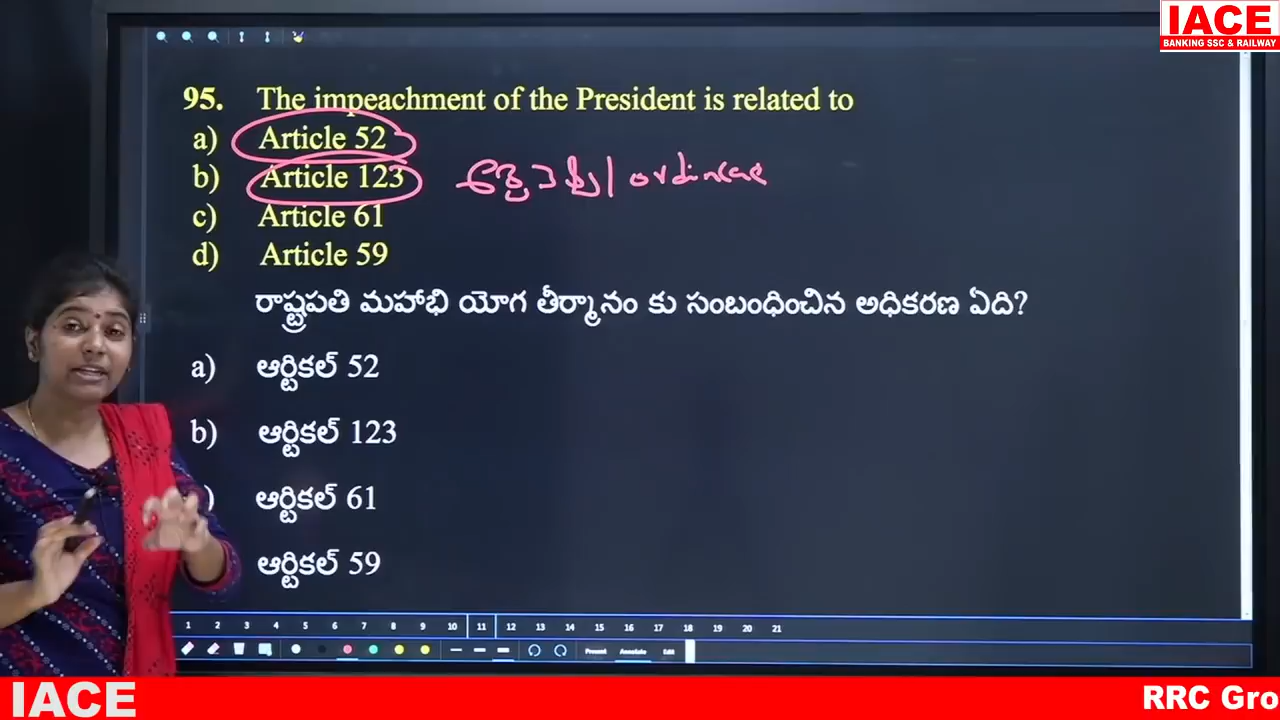 IACE
BANKING SSC & RAILWAY
95. The impeachment of the President is related to
a) Article 52
b) Article 123
c) Article 61
d) Article 59
రాష్ట్రపతి మహాభి యోగ తీర్మానం కు సంబంధించిన అధికరణ ఏది?
a) ఆర్టికల్ 52
b) ఆర్టికల్ 123
) ఆర్టికల్ 61
ఆర్టికల్ 59
1 2 3 4 5 6 7 8 9 10 11 12 13 14 15 16 17 18 19 20 21
Present Annotate Edit
IACE RRC Gro